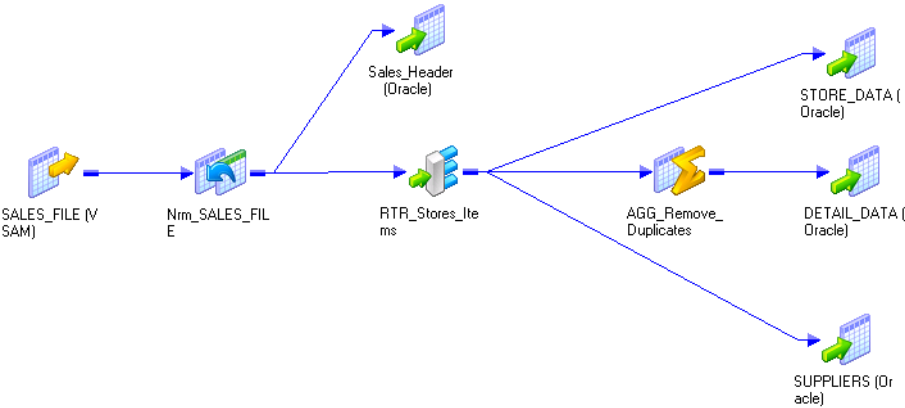 Sales_Header
(Oracle)
STORE_DATA (
Oracle)
SALES_FILE (V
SAM)
Nrm_SALES_FIL
E
RTR_Stores_Ite
ms
AGG_Remove_
Duplicates
DETAIL_DATA (
Oracle)
SUPPLIERS (Or
acle)